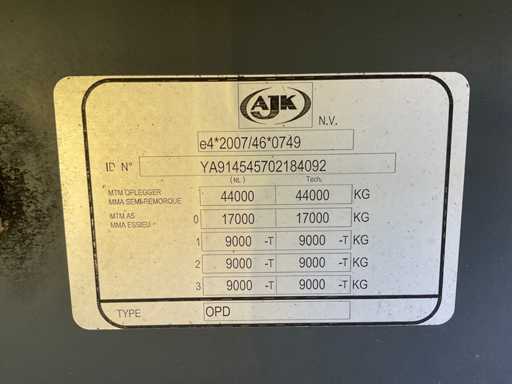 AJK
N.V.
e4*2007/46*0749
ID N° YA914545702184092
(NL) Tech.
MTM OPLEGGER
MMA SEMI-REMORQUE 44000 44000 KG
MTM AS
MMA ESSIEU 0 17000 17000 KG
1 9000 -T 9000 -T KG
2 9000 -T 9000 -T KG
3 9000 -T 9000 -T KG
TYPE OPD